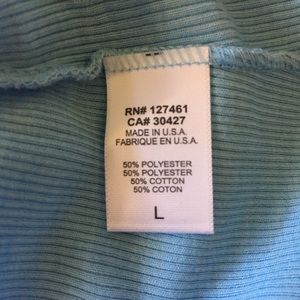 RN# 127461
CA# 30427
MADE IN U.S.A.
FABRIQUE EN U.S.A.
50% POLYESTER
50% POLYESTER
50% COTTON
50% COTON
L